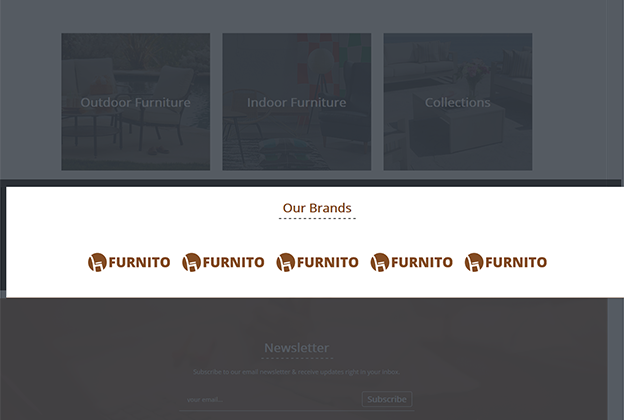 Outdoor Furniture Indoor Furniture Collections
Our Brands
FURNITO FURNITO FURNITO FURNITO FURNITO
Newsletter
Subscribe to our email newsletter & receive updates right in your inbox.
your email... Subscribe